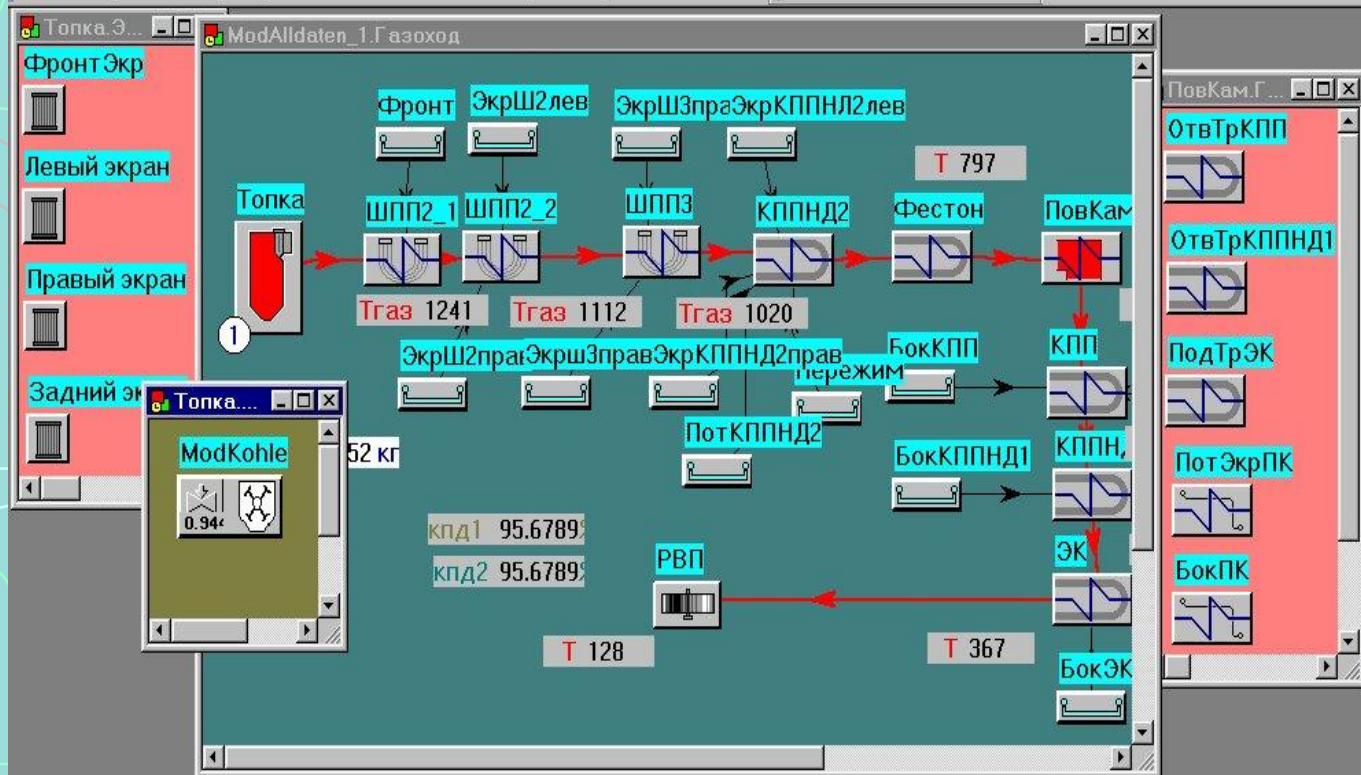 Топка.Э...
ФронтЭкр
Левый экран
Правый экран
Задний эк
ModAlldaten_1.Газоход
Фронт
ЭкрШ2лев
ЭкрШ3пра
ЭкрКППНЛ2лев
T 797
Топка
ШПП2_1
ШПП2_2
ШПП3
КППНД2
Фестон
ПовКам
1
Тгаз 1241
Тгаз 1112
Тгаз 1020
ЭкрШ2прав
Экрш3прав
ЭкрКППНД2прав
Пережим
БокКПП
КПП
52 кг
ПотКППНД2
БокКППНД1
КППН
кпд1 95.6789%
кпд2 95.6789%
РВП
ЭК
T 128
T 367
БокЭК
Топка....
ModKohle
0.944
ПовКам.Г...
ОтвТрКПП
ОтвТрКППНД1
ПодТрЭК
ПотЭкрПК
БокПК